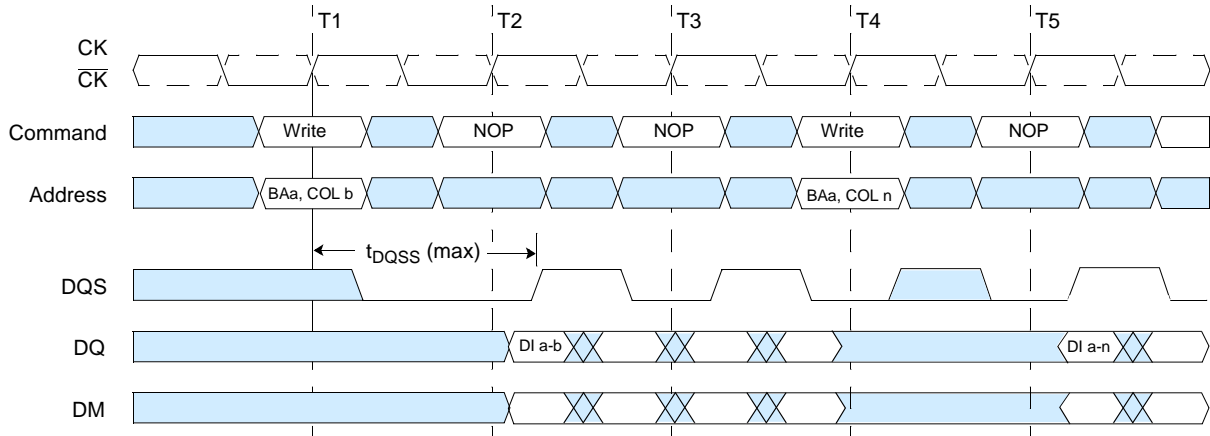 T1 T2 T3 T4 T5
CK
CK
Command Write NOP NOP Write NOP
Address BAa, COL b BAa, COL n
tDQSS (max)
DQS
DQ DI a-b DI a-n
DM